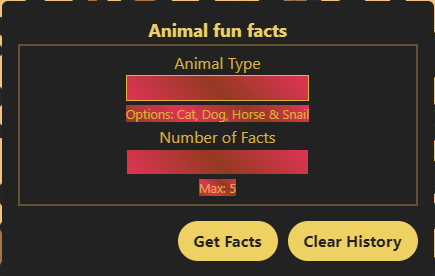 Animal fun facts
Animal Type
Options: Cat, Dog, Horse & Snail
Number of Facts
Max: 5
Get Facts
Clear History